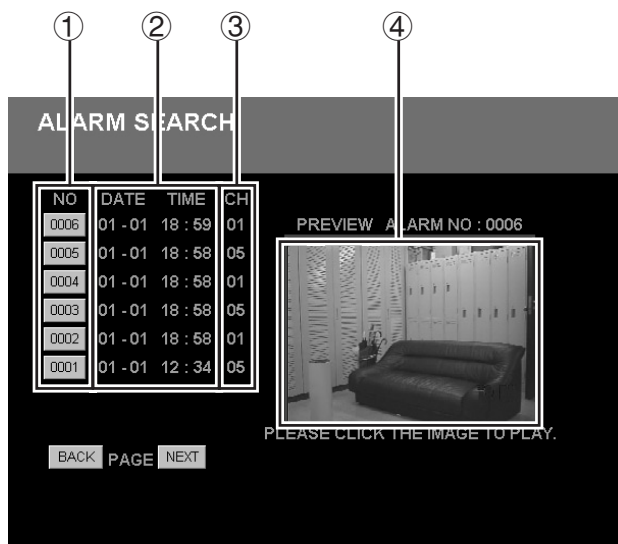 ① ② ③ ④
ALARM SEARCH
NO DATE TIME CH
0006 01 - 01 18 : 59 01
0005 01 - 01 18 : 58 05
0004 01 - 01 18 : 58 01
0003 01 - 01 18 : 58 05
0002 01 - 01 18 : 58 01
0001 01 - 01 12 : 34 05
PREVIEW ALARM NO : 0006
PLEASE CLICK THE IMAGE TO PLAY.
BACK PAGE NEXT